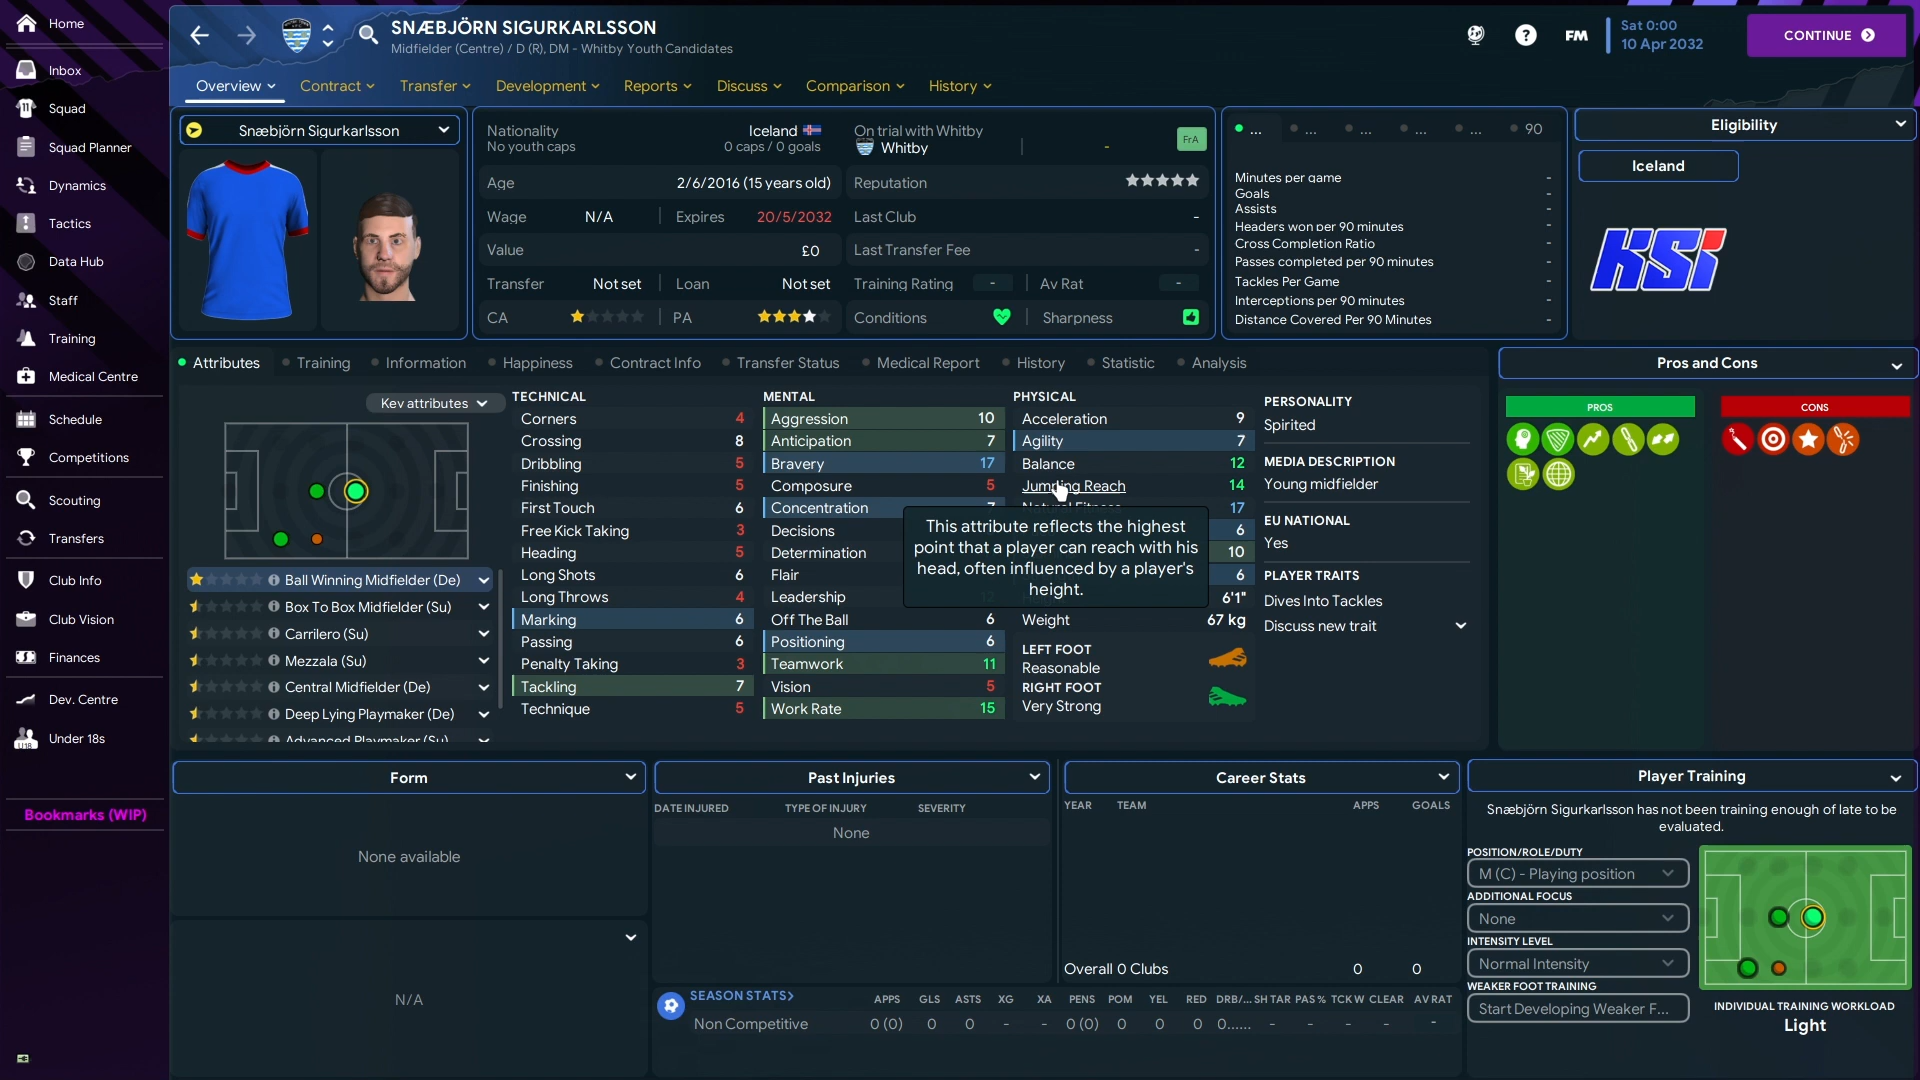 Home
Inbox
Squad
Squad Planner
Dynamics
Tactics
Data Hub
Staff
Training
Medical Centre
Schedule
Competitions
Scouting
Transfers
Club Info
Club Vision
Finances
Dev. Centre
Under 18s
Bookmarks (WIP)
SNÆBJÖRN SIGURKARLSSON
Midfielder (Centre) / D (R), DM - Whitby Youth Candidates
FM
Sat 0:00
10 Apr 2032
CONTINUE
Overview Contract Transfer Development Reports Discuss Comparison History
Snæbjörn Sigurkarlsson
Nationality Iceland
No youth caps 0 caps / 0 goals
Age 2/6/2016 (15 years old)
Wage N/A Expires 20/5/2032
Value £0
Transfer Not set Loan Not set
CA PA
On trial with Whitby
Whitby - FrA
Reputation
Last Club -
Last Transfer Fee -
Training Rating - Av Rat -
Conditions Sharpness
... ... ... ... ... 90
Minutes per game -
Goals -
Assists -
Headers won per 90 minutes -
Cross Completion Ratio -
Passes completed per 90 minutes -
Tackles Per Game -
Interceptions per 90 minutes -
Distance Covered Per 90 Minutes -
Eligibility
Iceland
KSi
Attributes Training Information Happiness Contract Info Transfer Status Medical Report History Statistic Analysis
Key attributes
Ball Winning Midfielder (De)
Box To Box Midfielder (Su)
Carrilero (Su)
Mezzala (Su)
Central Midfielder (De)
Deep Lying Playmaker (De)
Advanced Playmaker (Su)
TECHNICAL
Corners 4
Crossing 8
Dribbling 5
Finishing 5
First Touch 6
Free Kick Taking 3
Heading 5
Long Shots 6
Long Throws 4
Marking 6
Passing 6
Penalty Taking 3
Tackling 7
Technique 5
MENTAL
Aggression 10
Anticipation 7
Bravery 17
Composure 5
Concentration 7
Decisions
Determination
Flair
Leadership
Off The Ball 6
Positioning 6
Teamwork 11
Vision 5
Work Rate 15
PHYSICAL
Acceleration 9
Agility 7
Balance 12
Jumping Reach 14
Natural Fitness 17
6
10
6
6'1"
Weight 67 kg
This attribute reflects the highest
point that a player can reach with his
head, often influenced by a player's
height.
LEFT FOOT
Reasonable
RIGHT FOOT
Very Strong
PERSONALITY
Spirited
MEDIA DESCRIPTION
Young midfielder
EU NATIONAL
Yes
PLAYER TRAITS
Dives Into Tackles
Discuss new trait
Pros and Cons
PROS CONS
Form
None available
N/A
Past Injuries
DATE INJURED TYPE OF INJURY SEVERITY
None
Career Stats
YEAR TEAM APPS GOALS
Overall 0 Clubs 0 0
SEASON STATS> APPS GLS ASTS XG XA PENS POM YEL RED DRB/... SH TAR PAS % TCK W CLEAR AV RAT
Non Competitive 0 (0) 0 0 - - 0 (0) 0 0 0 0...... - - - - -
Player Training
Snæbjörn Sigurkarlsson has not been training enough of late to be
evaluated.
POSITION/ROLE/DUTY
M (C) - Playing position
ADDITIONAL FOCUS
None
INTENSITY LEVEL
Normal Intensity
WEAKER FOOT TRAINING
Start Developing Weaker F...
INDIVIDUAL TRAINING WORKLOAD
Light